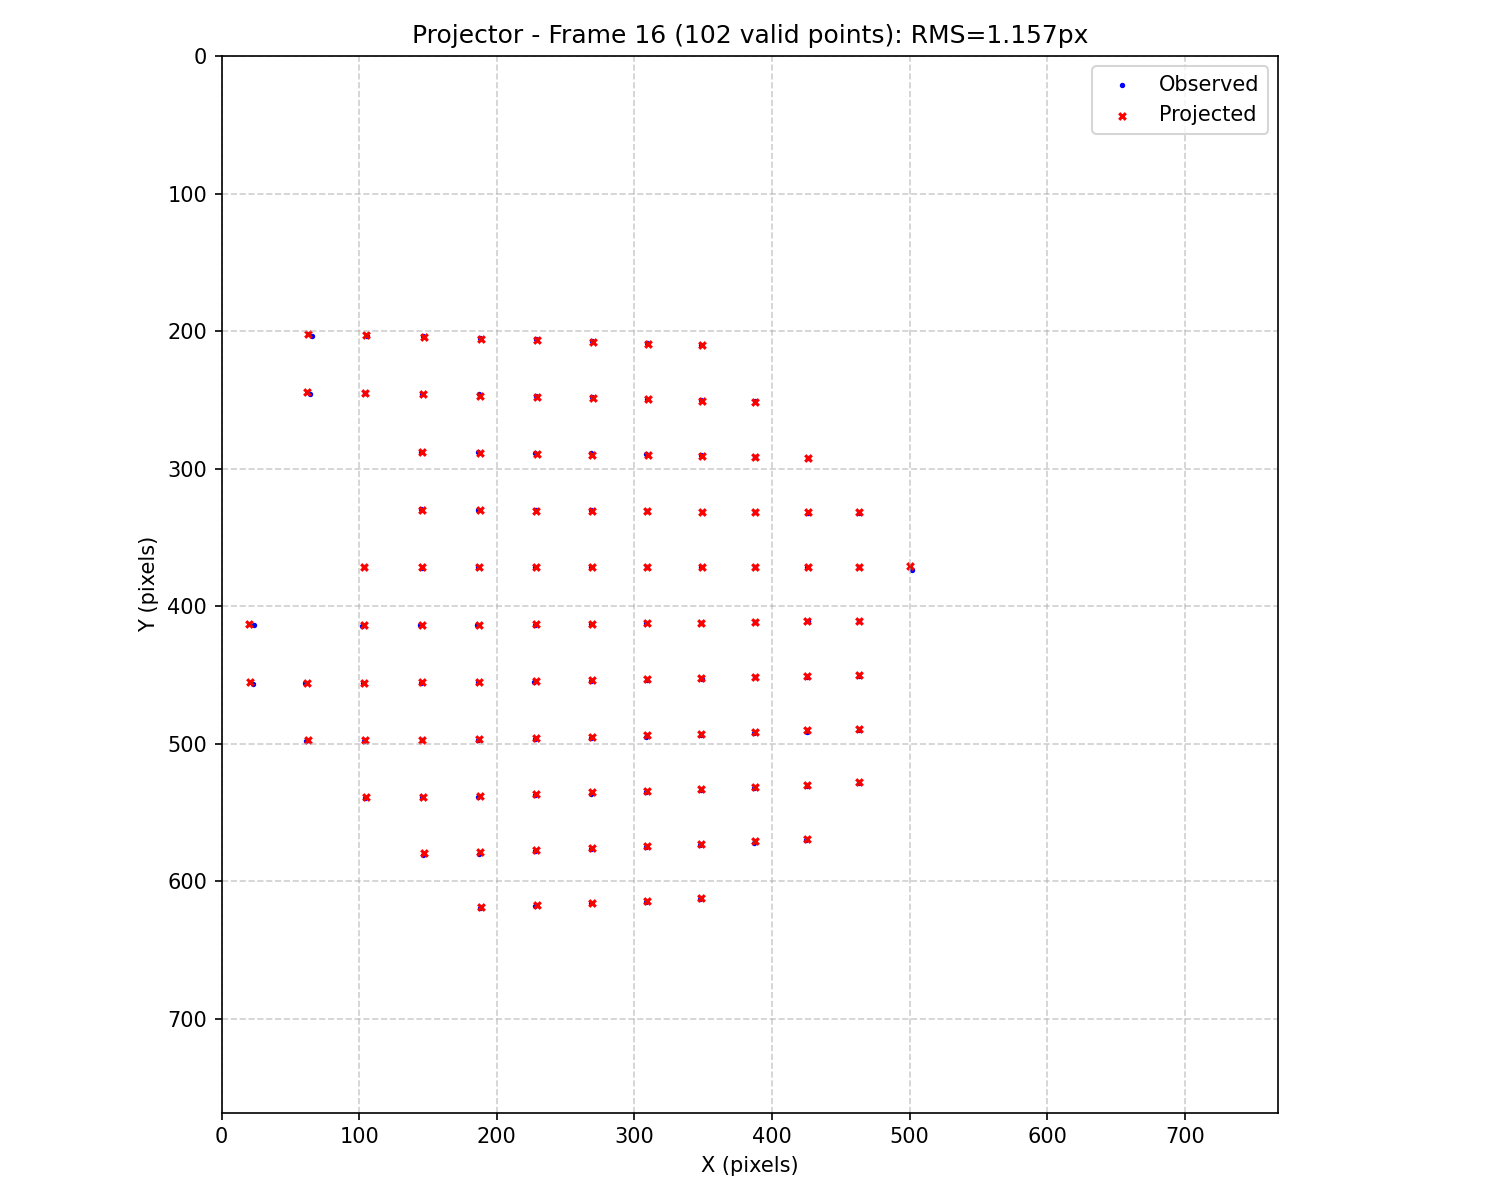 Projector - Frame 16 (102 valid points): RMS=1.157px
Observed
Projected
0
100
200
300
400
500
600
700
Y (pixels)
0 100 200 300 400 500 600 700
X (pixels)